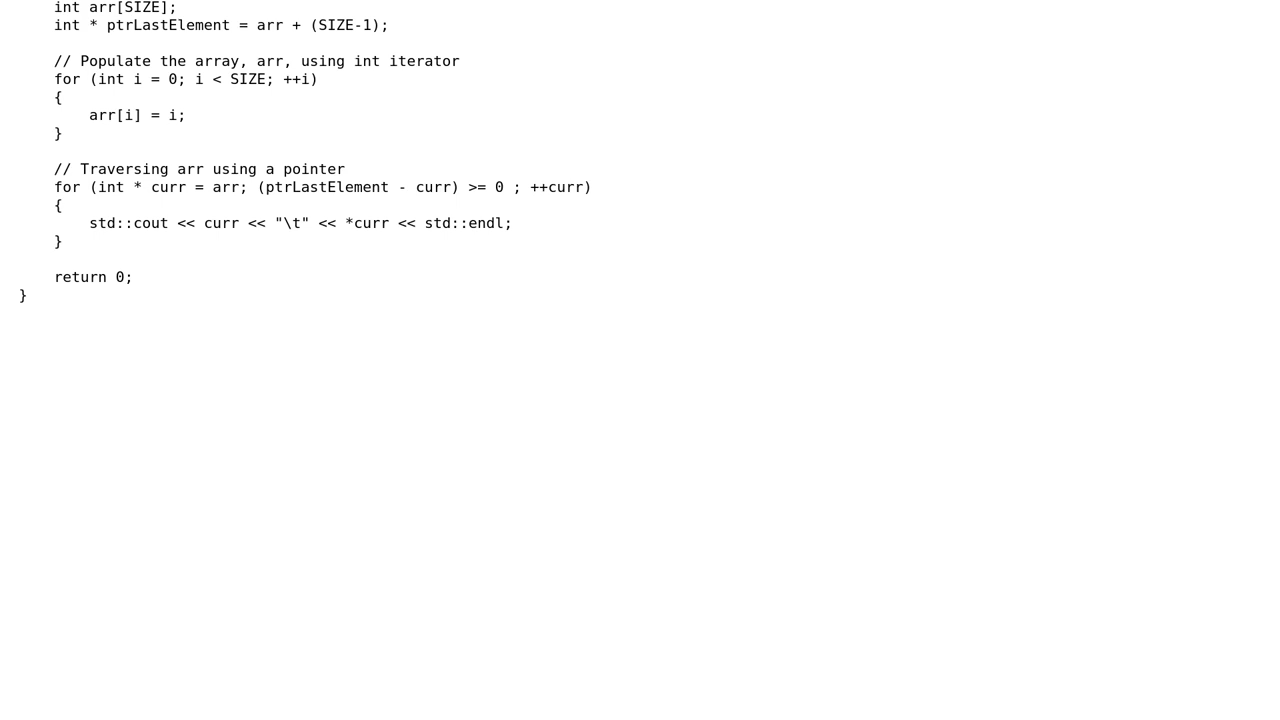 int arr[SIZE];
int * ptrLastElement = arr + (SIZE-1);
// Populate the array, arr, using int iterator
for (int i = 0; i < SIZE; ++i)
{
arr[i] = i;
}
// Traversing arr using a pointer
for (int * curr = arr; (ptrLastElement - curr) >= 0 ; ++curr)
{
std::cout << curr << "\t" << *curr << std::endl;
}
return 0;
}